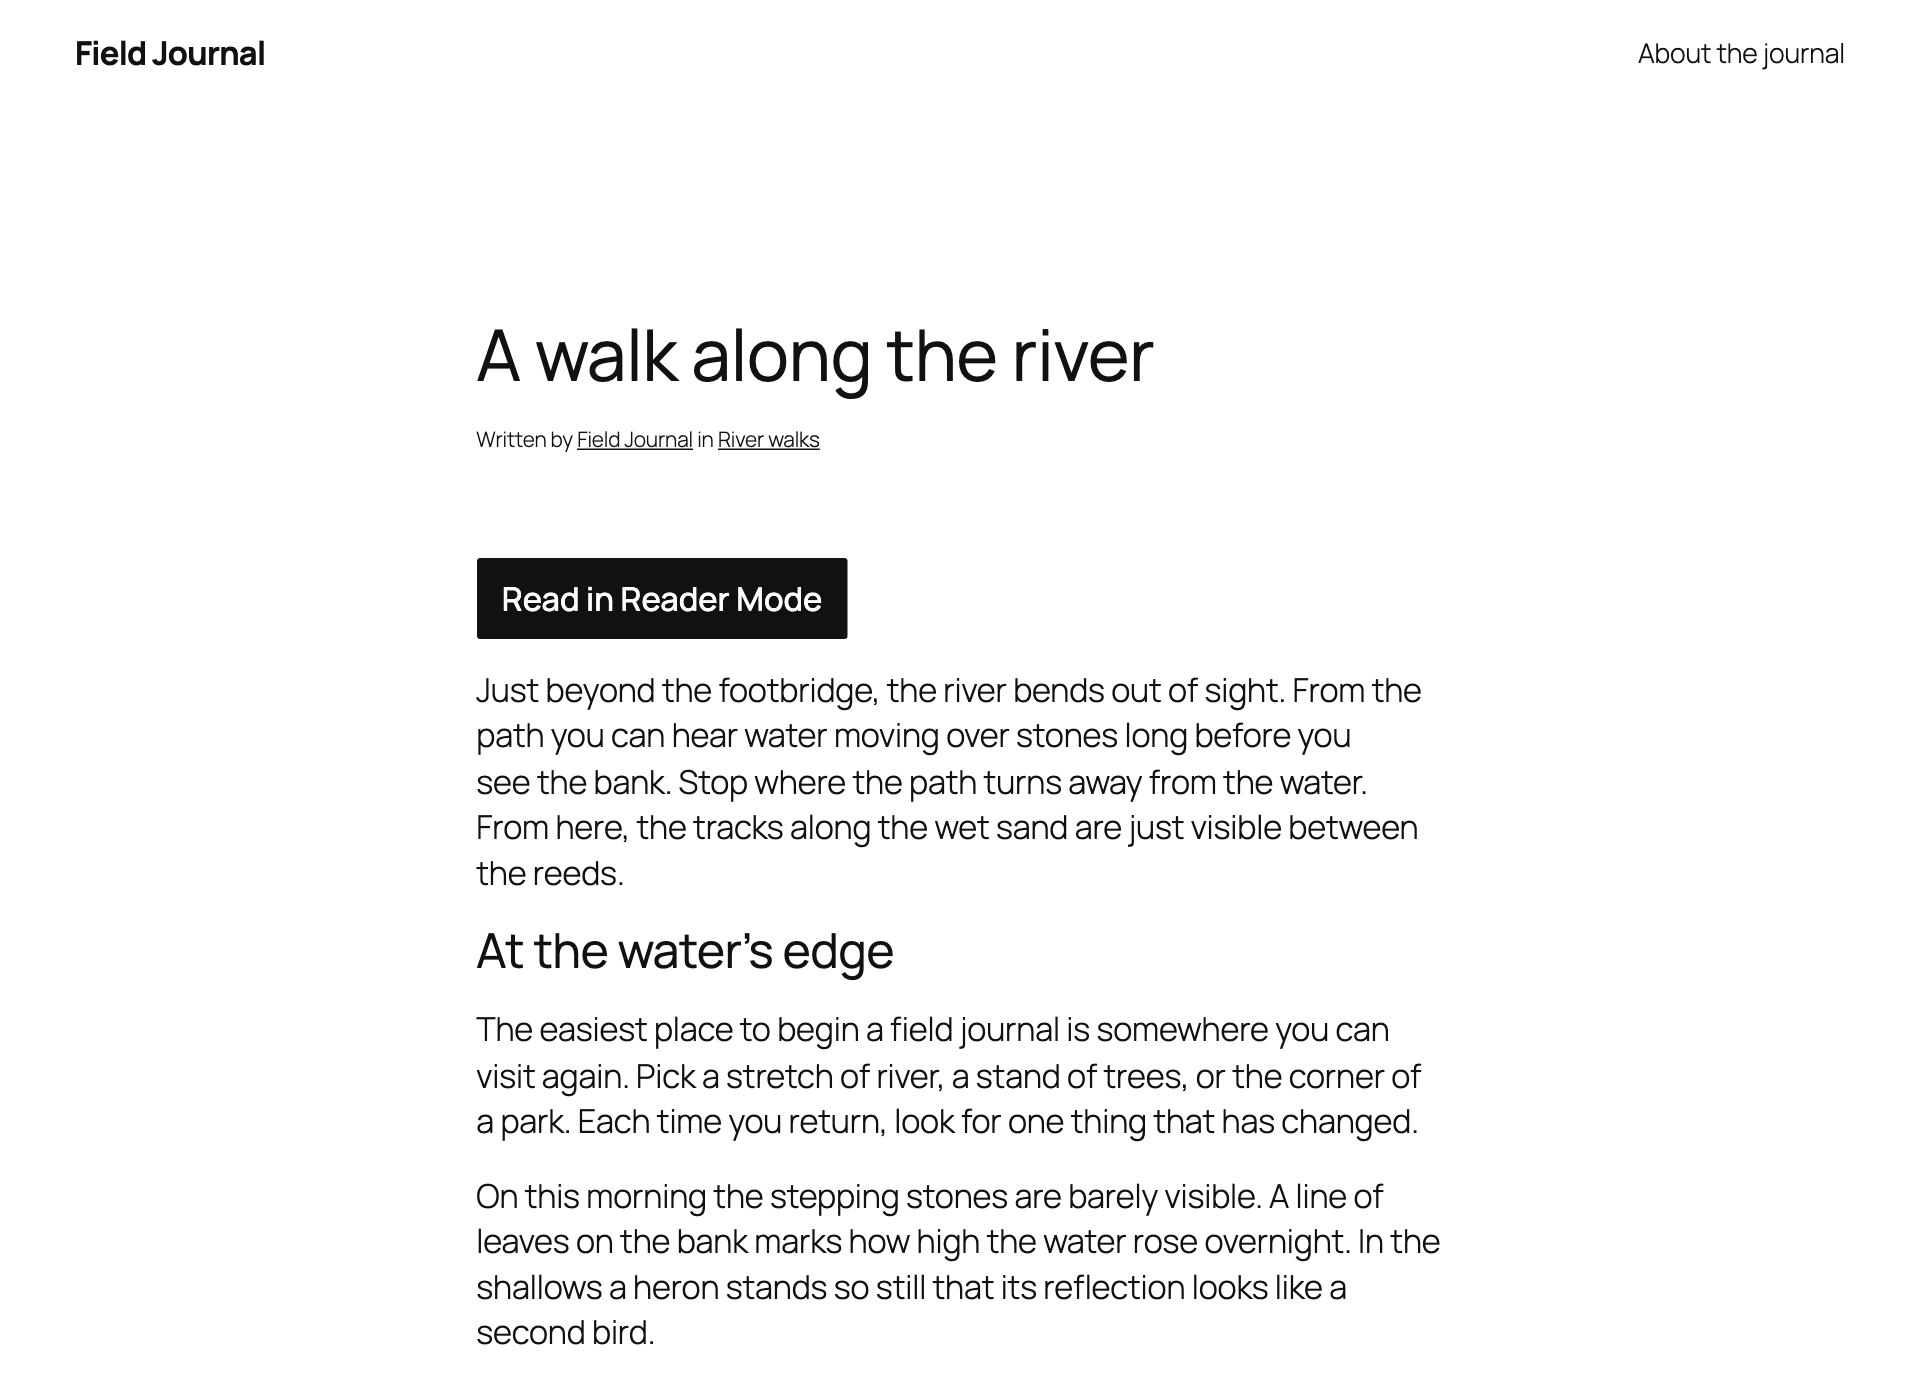 Field Journal
About the journal
A walk along the river
Written by Field Journal in River walks
Read in Reader Mode
Just beyond the footbridge, the river bends out of sight. From the
path you can hear water moving over stones long before you
see the bank. Stop where the path turns away from the water.
From here, the tracks along the wet sand are just visible between
the reeds.
At the water’s edge
The easiest place to begin a field journal is somewhere you can
visit again. Pick a stretch of river, a stand of trees, or the corner of
a park. Each time you return, look for one thing that has changed.
On this morning the stepping stones are barely visible. A line of
leaves on the bank marks how high the water rose overnight. In the
shallows a heron stands so still that its reflection looks like a
second bird.